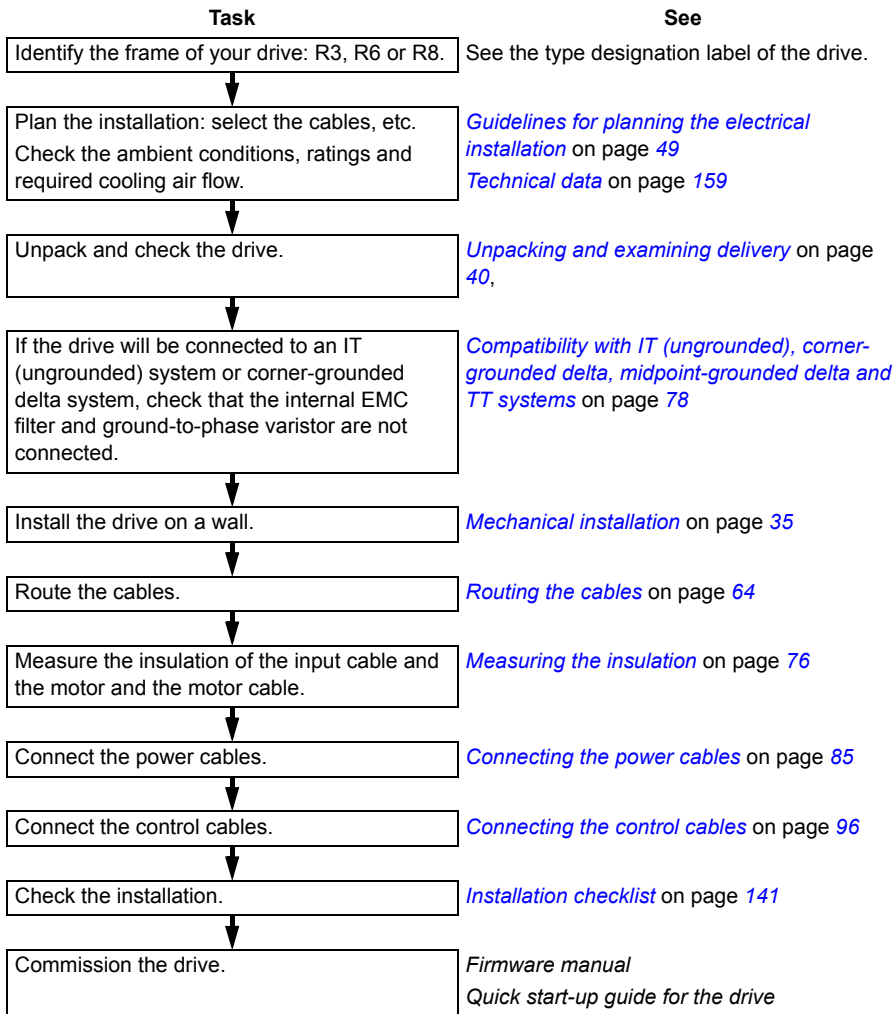 Task See
Identify the frame of your drive: R3, R6 or R8. See the type designation label of the drive.
Plan the installation: select the cables, etc.
Check the ambient conditions, ratings and
required cooling air flow.
Guidelines for planning the electrical
installation on page 49
Technical data on page 159
Unpack and check the drive.
Unpacking and examining delivery on page
40,
If the drive will be connected to an IT
(ungrounded) system or corner-grounded
delta system, check that the internal EMC
filter and ground-to-phase varistor are not
connected.
Compatibility with IT (ungrounded), corner-
grounded delta, midpoint-grounded delta and
TT systems on page 78
Install the drive on a wall.
Mechanical installation on page 35
Route the cables.
Routing the cables on page 64
Measure the insulation of the input cable and
the motor and the motor cable.
Measuring the insulation on page 76
Connect the power cables.
Connecting the power cables on page 85
Connect the control cables.
Connecting the control cables on page 96
Check the installation.
Installation checklist on page 141
Commission the drive.
Firmware manual
Quick start-up guide for the drive